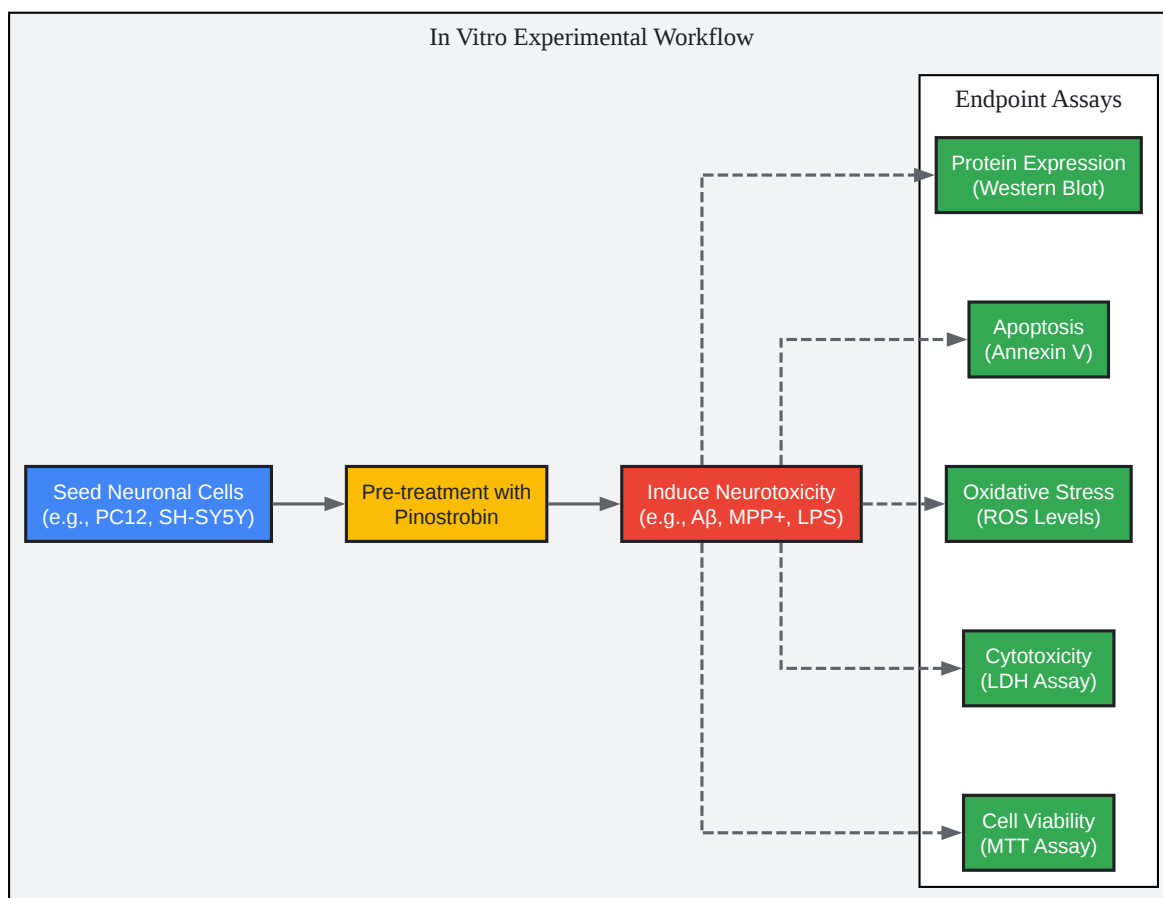 In Vitro Experimental Workflow
Endpoint Assays
Protein Expression
(Western Blot)
Apoptosis
(Annexin V)
Seed Neuronal Cells
(e.g., PC12, SH-SY5Y)
Pre-treatment with
Pinostrobin
Induce Neurotoxicity
(e.g., Aβ, MPP+, LPS)
Oxidative Stress
(ROS Levels)
Cytotoxicity
(LDH Assay)
Cell Viability
(MTT Assay)